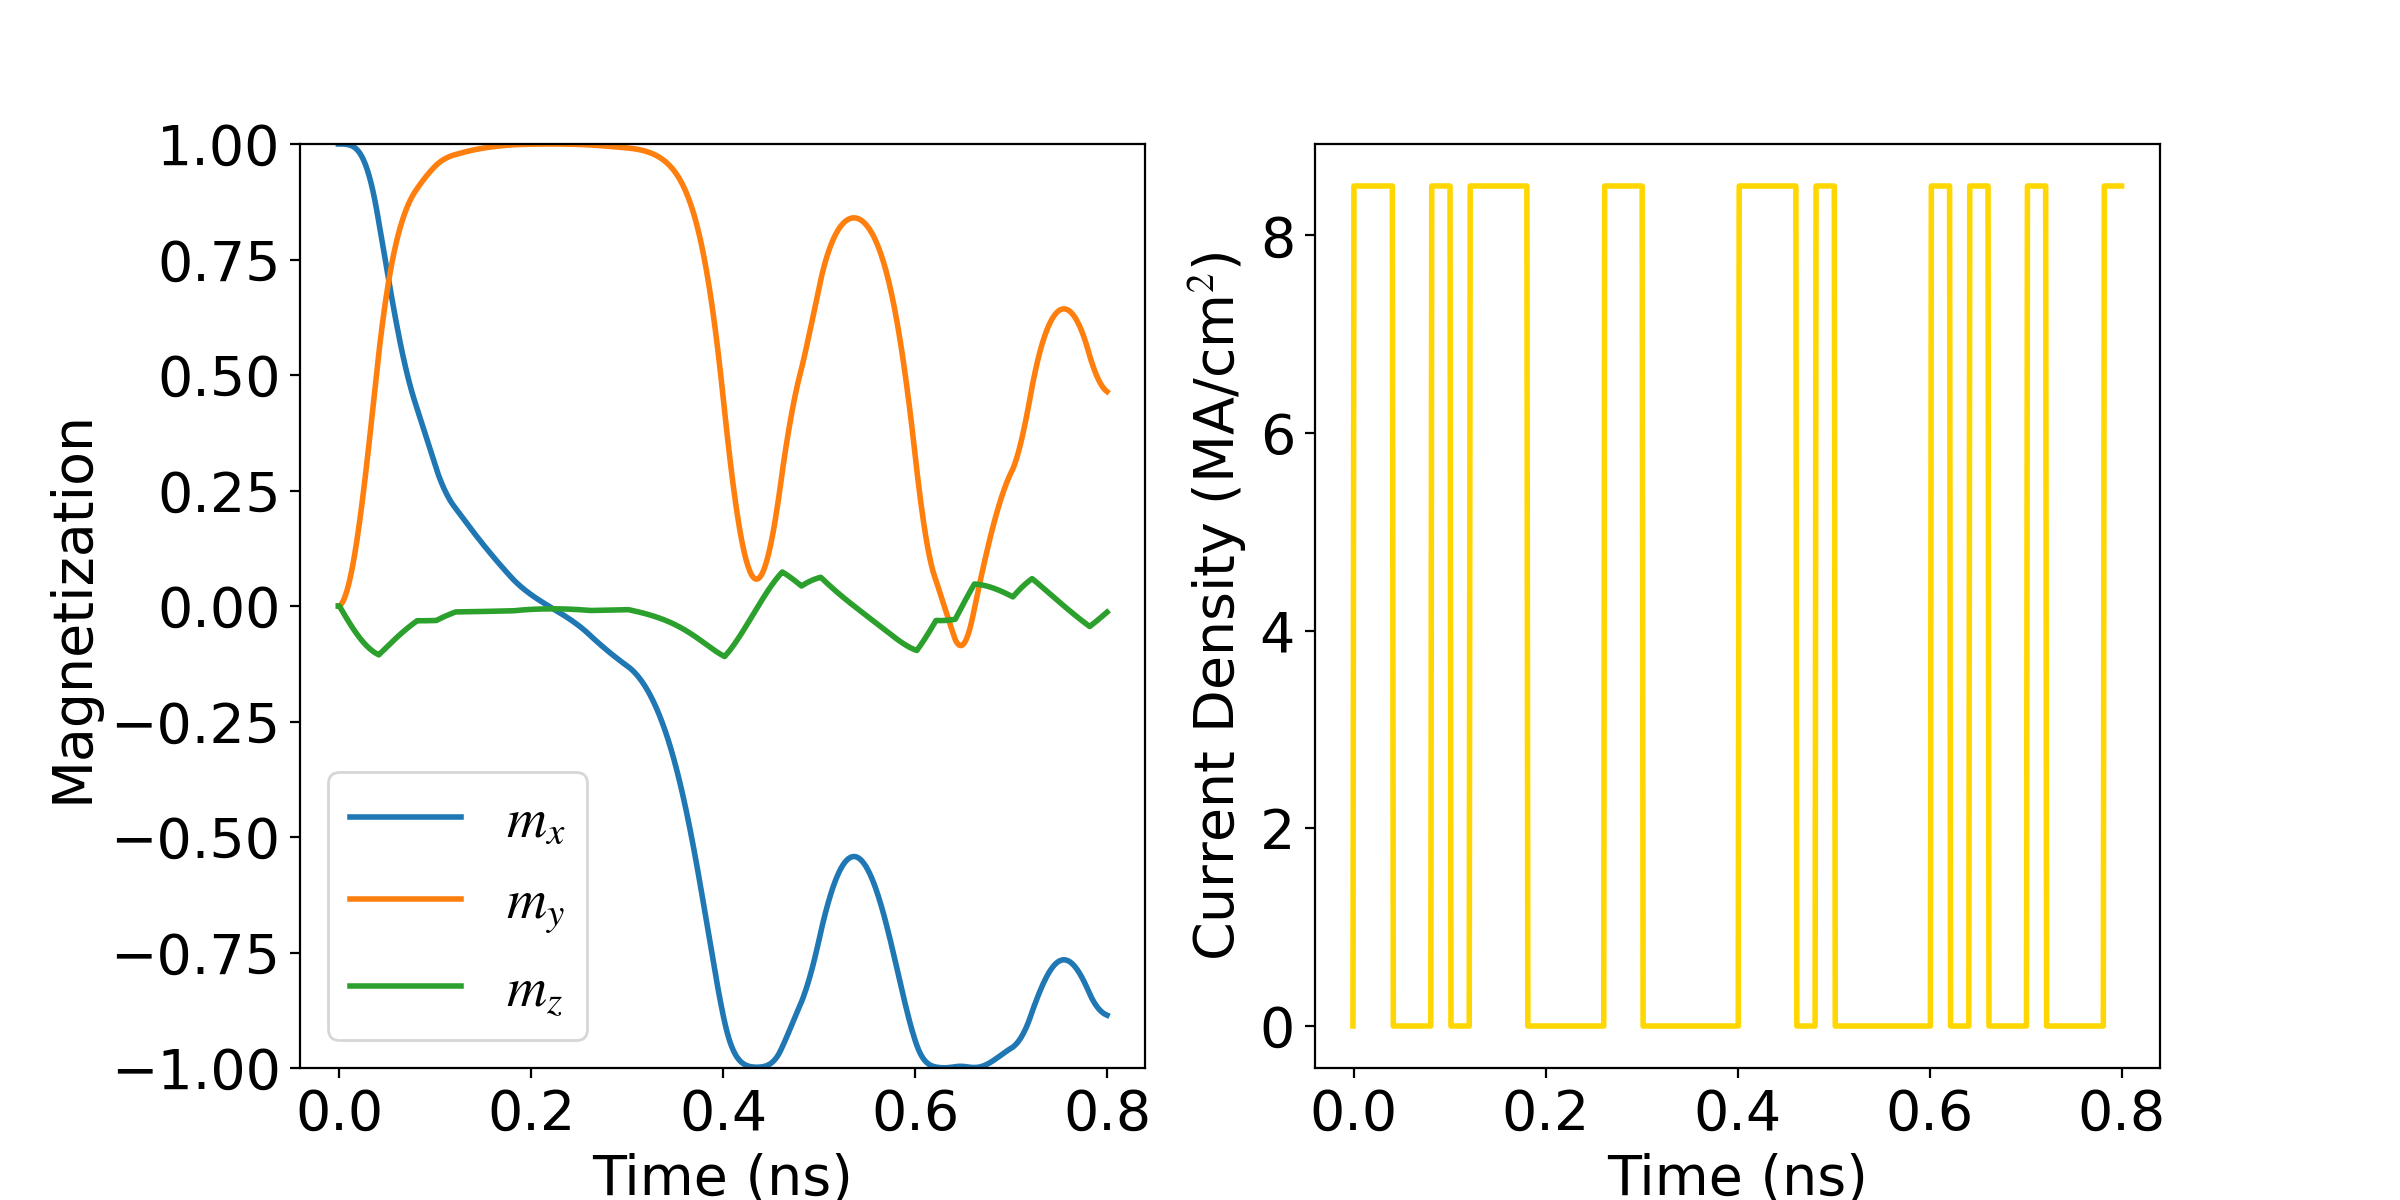 Magnetization
1.00
0.75
0.50
0.25
0.00
−0.25
−0.50
−0.75
−1.00
m_x
m_y
m_z
0.0 0.2 0.4 0.6 0.8
Time (ns)
Current Density (MA/cm²)
8
6
4
2
0
0.0 0.2 0.4 0.6 0.8
Time (ns)